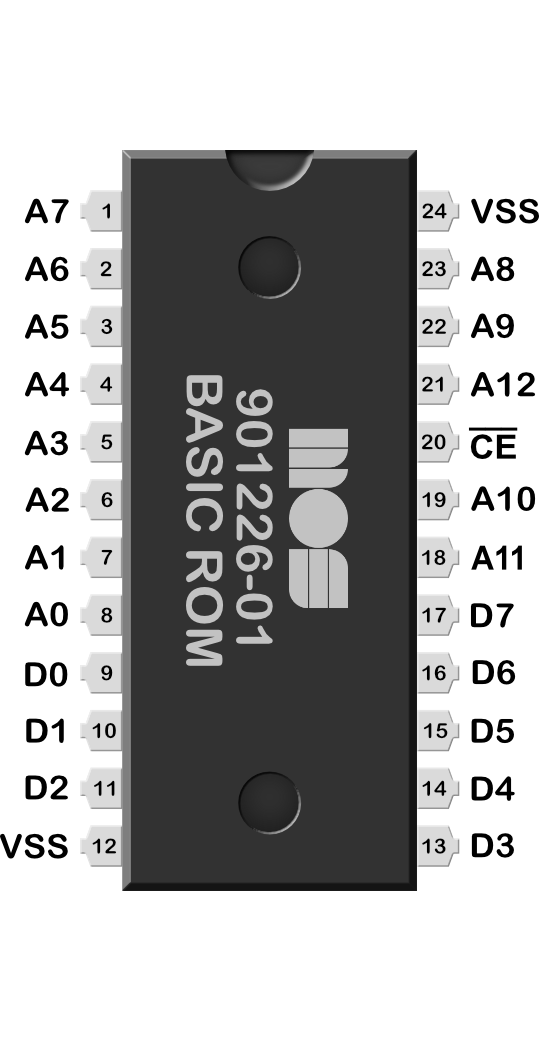 A7 1
A6 2
A5 3
A4 4
A3 5
A2 6
A1 7
A0 8
D0 9
D1 10
D2 11
VSS 12
mos
901226-01
BASIC ROM
24 VSS
23 A8
22 A9
21 A12
20 CE
19 A10
18 A11
17 D7
16 D6
15 D5
14 D4
13 D3